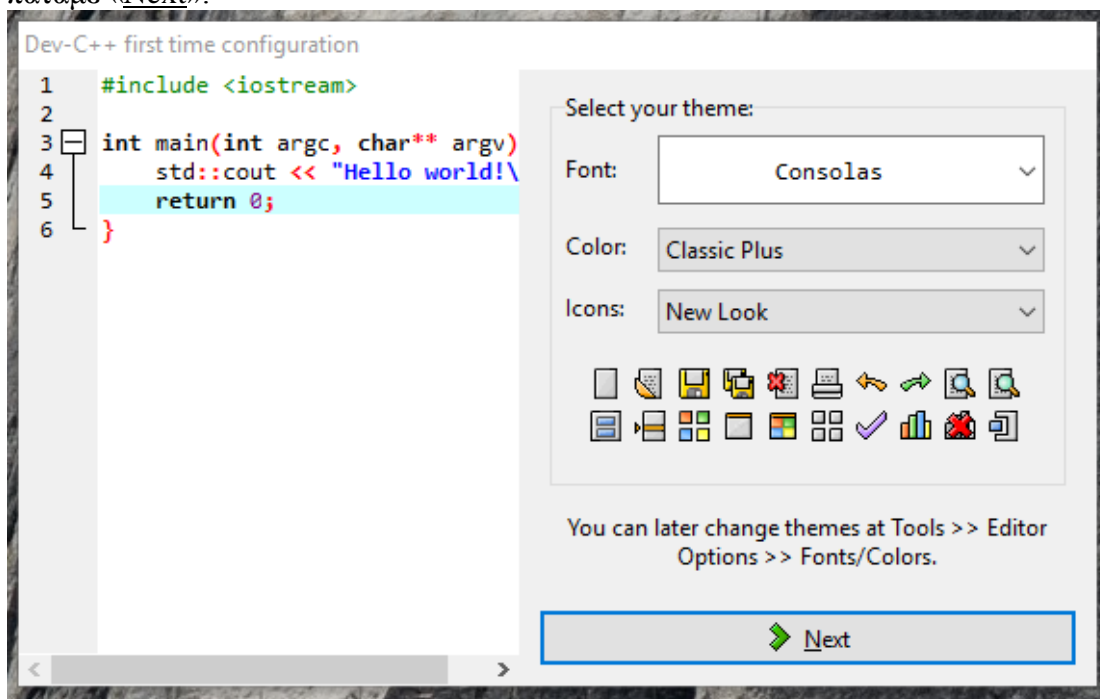 «Next».
Dev-C++ first time configuration
1 #include <iostream>
2
3 int main(int argc, char** argv)
4 std::cout << "Hello world!\
5 return 0;
6 }
Select your theme:
Font: Consolas
Color: Classic Plus
Icons: New Look
You can later change themes at Tools >> Editor
Options >> Fonts/Colors.
Next